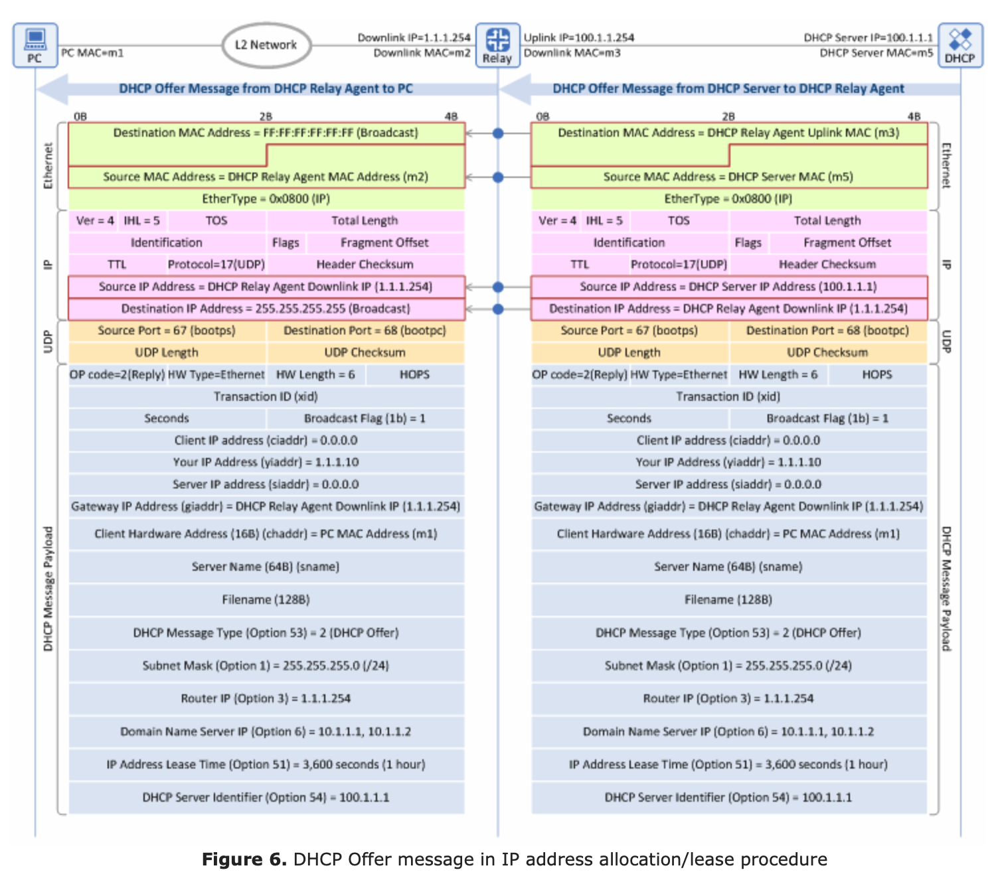 PC
PC MAC=m1
L2 Network
Downlink IP=1.1.1.254
Downlink MAC=m2
Relay
Uplink IP=100.1.1.254
Downlink MAC=m3
DHCP Server IP=100.1.1.1
DHCP Server MAC=m5
DHCP
DHCP Offer Message from DHCP Relay Agent to PC
DHCP Offer Message from DHCP Server to DHCP Relay Agent
0B 2B 4B
Ethernet
Destination MAC Address = FF:FF:FF:FF:FF:FF (Broadcast)
Source MAC Address = DHCP Relay Agent MAC Address (m2)
EtherType = 0x0800 (IP)
IP
Ver = 4 IHL = 5 TOS Total Length
Identification Flags Fragment Offset
TTL Protocol=17(UDP) Header Checksum
Source IP Address = DHCP Relay Agent Downlink IP (1.1.1.254)
Destination IP Address = 255.255.255.255 (Broadcast)
UDP
Source Port = 67 (bootps) Destination Port = 68 (bootpc)
UDP Length UDP Checksum
DHCP Message Payload
OP code=2(Reply) HW Type=Ethernet HW Length = 6 HOPS
Transaction ID (xid)
Seconds Broadcast Flag (1b) = 1
Client IP address (ciaddr) = 0.0.0.0
Your IP Address (yiaddr) = 1.1.1.10
Server IP address (siaddr) = 0.0.0.0
Gateway IP Address (giaddr) = DHCP Relay Agent Downlink IP (1.1.1.254)
Client Hardware Address (16B) (chaddr) = PC MAC Address (m1)
Server Name (64B) (sname)
Filename (128B)
DHCP Message Type (Option 53) = 2 (DHCP Offer)
Subnet Mask (Option 1) = 255.255.255.0 (/24)
Router IP (Option 3) = 1.1.1.254
Domain Name Server IP (Option 6) = 10.1.1.1, 10.1.1.2
IP Address Lease Time (Option 51) = 3,600 seconds (1 hour)
DHCP Server Identifier (Option 54) = 100.1.1.1
0B 2B 4B
Ethernet
Destination MAC Address = DHCP Relay Agent Uplink MAC (m3)
Source MAC Address = DHCP Server MAC (m5)
EtherType = 0x0800 (IP)
IP
Ver = 4 IHL = 5 TOS Total Length
Identification Flags Fragment Offset
TTL Protocol=17(UDP) Header Checksum
Source IP Address = DHCP Server IP Address (100.1.1.1)
Destination IP Address = DHCP Relay Agent Downlink IP (1.1.1.254)
UDP
Source Port = 67 (bootps) Destination Port = 68 (bootpc)
UDP Length UDP Checksum
DHCP Message Payload
OP code=2(Reply) HW Type=Ethernet HW Length = 6 HOPS
Transaction ID (xid)
Seconds Broadcast Flag (1b) = 1
Client IP address (ciaddr) = 0.0.0.0
Your IP Address (yiaddr) = 1.1.1.10
Server IP address (siaddr) = 0.0.0.0
Gateway IP Address (giaddr) = DHCP Relay Agent Downlink IP (1.1.1.254)
Client Hardware Address (16B) (chaddr) = PC MAC Address (m1)
Server Name (64B) (sname)
Filename (128B)
DHCP Message Type (Option 53) = 2 (DHCP Offer)
Subnet Mask (Option 1) = 255.255.255.0 (/24)
Router IP (Option 3) = 1.1.1.254
Domain Name Server IP (Option 6) = 10.1.1.1, 10.1.1.2
IP Address Lease Time (Option 51) = 3,600 seconds (1 hour)
DHCP Server Identifier (Option 54) = 100.1.1.1
Figure 6. DHCP Offer message in IP address allocation/lease procedure